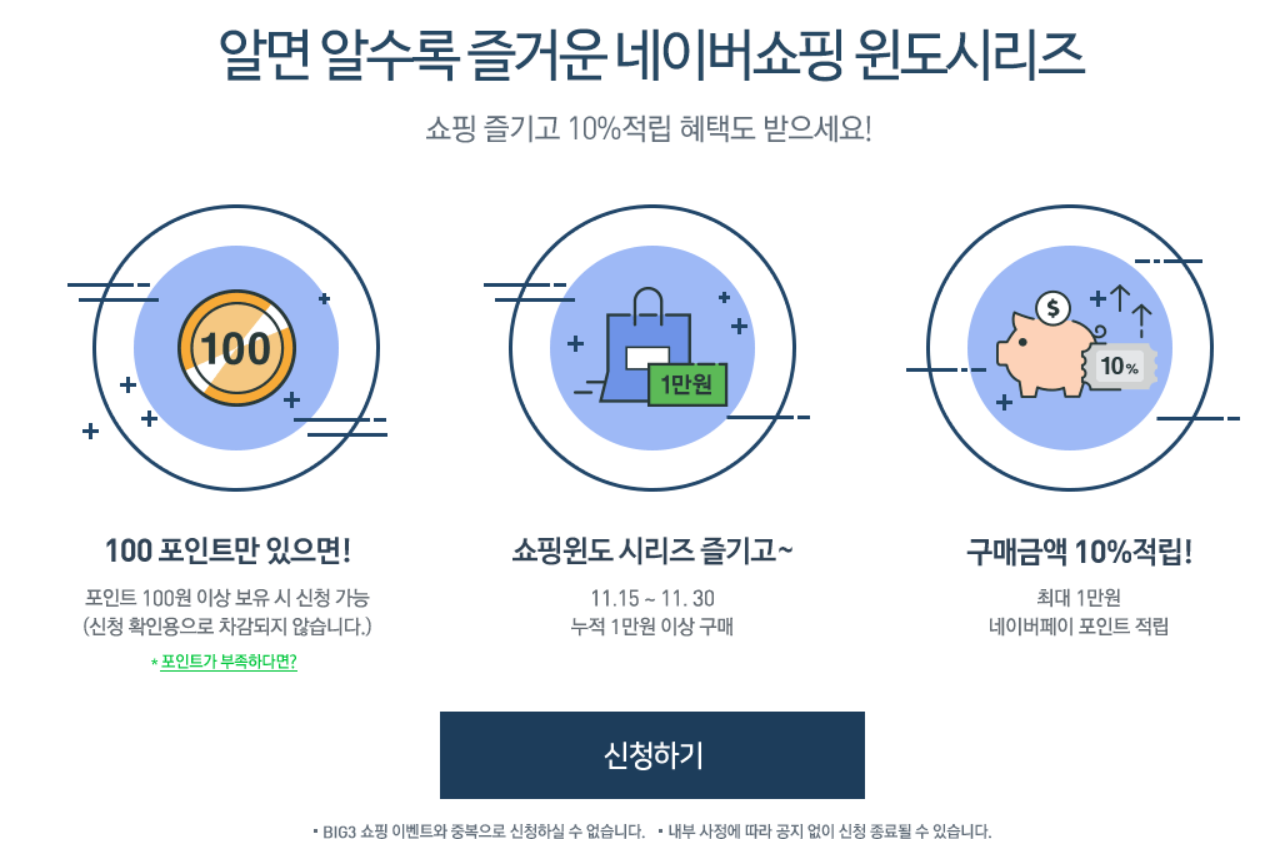 알면 알수록 즐거운 네이버쇼핑 윈도시리즈
쇼핑 즐기고 10%적립 혜택도 받으세요!
100
1만원
$
10%
100 포인트만 있으면!
포인트 100원 이상 보유 시 신청 가능
(신청 확인용으로 차감되지 않습니다.)
* 포인트가 부족하다면?
쇼핑윈도 시리즈 즐기고~
11.15 ~ 11. 30
누적 1만원 이상 구매
구매금액 10%적립!
최대 1만원
네이버페이 포인트 적립
신청하기
▪ BIG3 쇼핑 이벤트와 중복으로 신청하실 수 없습니다. ▪ 내부 사정에 따라 공지 없이 신청 종료될 수 있습니다.